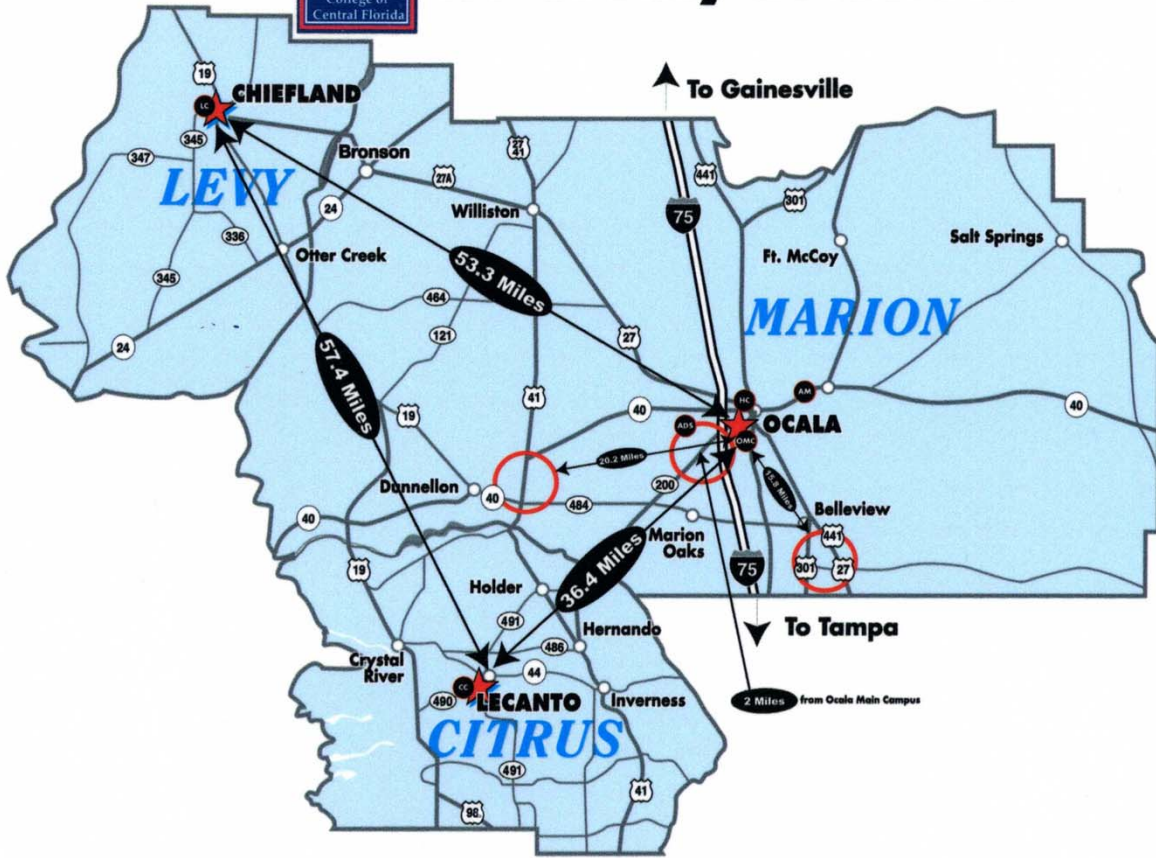 College of
Central Florida
19
LC
CHIEFLAND
To Gainesville
345
27
41
347
Bronson
441
LEVY
27A
301
24
Williston
75
336
Salt Springs
Otter Creek
Ft. McCoy
345
53.3 Miles
464
MARION
121
27
24
57.4 Miles
41
HC
AM
19
40
40
ADS
OCALA
OMC
20.2 Miles
Dunnellon
200
15.8 Miles
40
484
Belleview
40
Marion
Oaks
441
36.4 Miles
19
75
301
27
Holder
491
To Tampa
Hernando
486
Crystal
River
44
CC
490
LECANTO
Inverness
2 Miles
from Ocala Main Campus
CITRUS
491
41
98